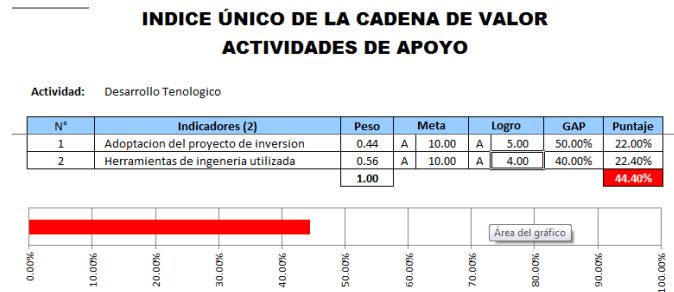 INDICE ÚNICO DE LA CADENA DE VALOR
ACTIVIDADES DE APOYO
Actividad: Desarrollo Tenologico
N° Indicadores (2) Peso Meta Logro GAP Puntaje
1 Adoptacion del proyecto de inversion 0.44 A 10.00 A 5.00 50.00% 22.00%
2 Herramientas de ingeneria utilizada 0.56 A 10.00 A 4.00 40.00% 22.40%
1.00 44.40%
Área del gráfico
0.00% 10.00% 20.00% 30.00% 40.00% 50.00% 60.00% 70.00% 80.00% 90.00% 100.00%